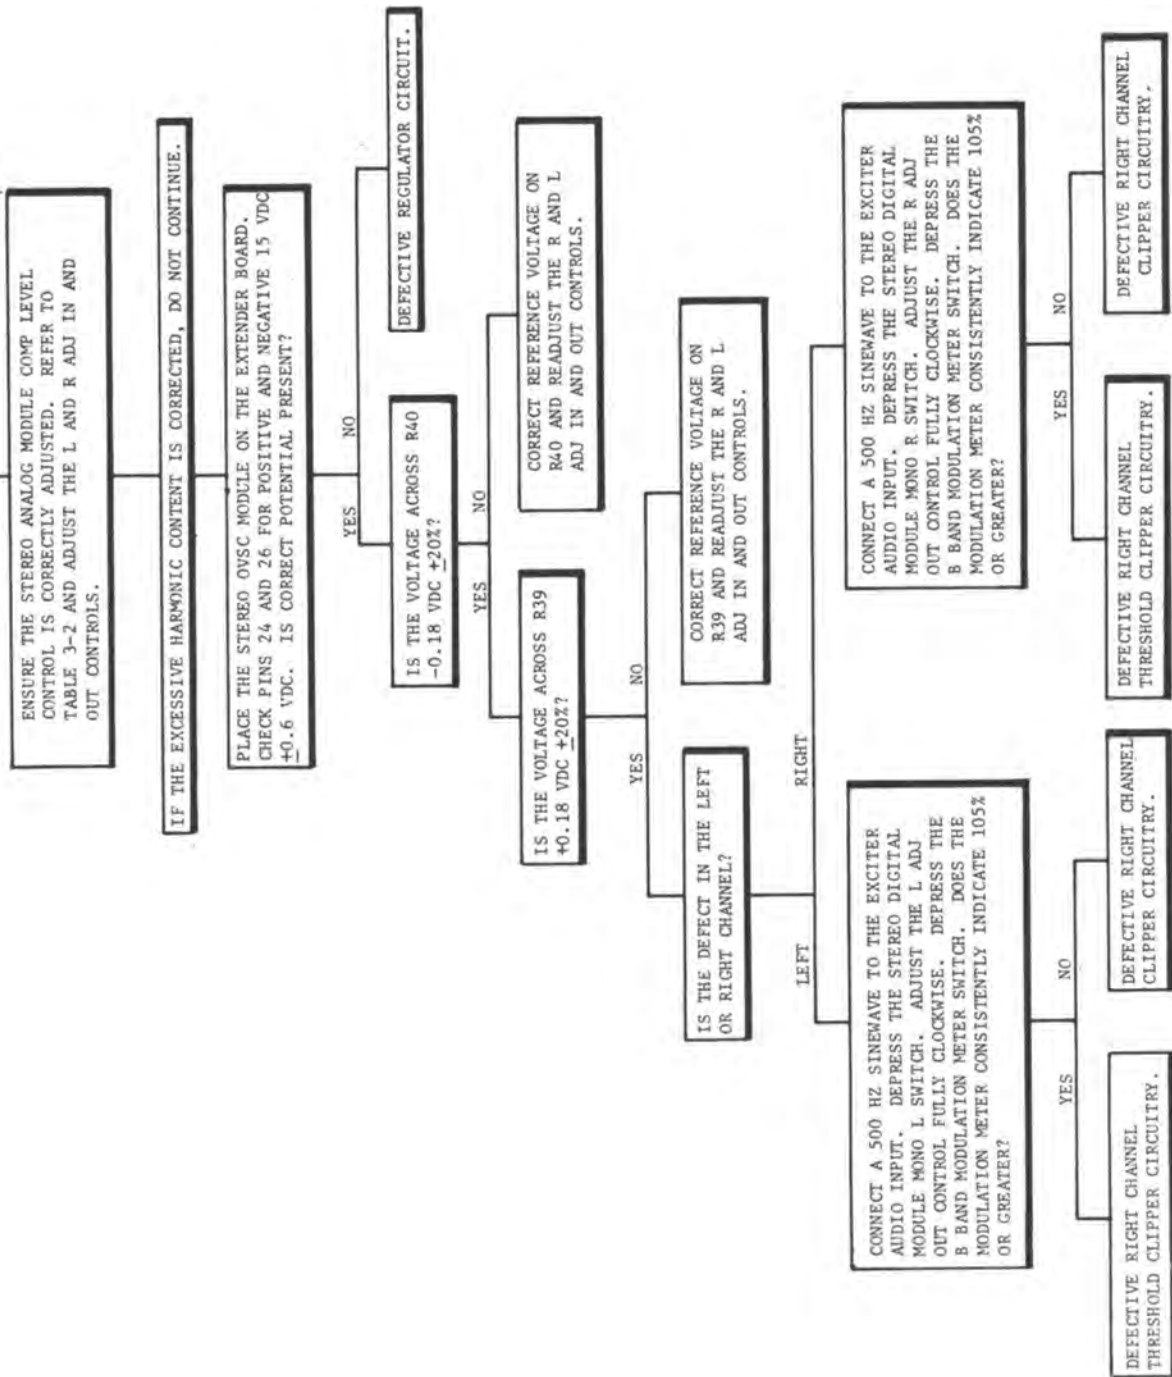 ENSURE THE STEREO ANALOG MODULE COMP LEVEL
CONTROL IS CORRECTLY ADJUSTED. REFER TO
TABLE 3-2 AND ADJUST THE L AND R ADJ IN AND
OUT CONTROLS.
IF THE EXCESSIVE HARMONIC CONTENT IS CORRECTED, DO NOT CONTINUE.
PLACE THE STEREO OVSC MODULE ON THE EXTENDER BOARD.
CHECK PINS 24 AND 26 FOR POSITIVE AND NEGATIVE 15 VDC
±0.6 VDC. IS CORRECT POTENTIAL PRESENT?
YES
NO
IS THE VOLTAGE ACROSS R40
-0.18 VDC ±20%?
DEFECTIVE REGULATOR CIRCUIT.
YES
NO
IS THE VOLTAGE ACROSS R39
+0.18 VDC ±20%?
CORRECT REFERENCE VOLTAGE ON
R40 AND READJUST THE R AND L
ADJ IN AND OUT CONTROLS.
YES
NO
IS THE DEFECT IN THE LEFT
OR RIGHT CHANNEL?
CORRECT REFERENCE VOLTAGE ON
R39 AND READJUST THE R AND L
ADJ IN AND OUT CONTROLS.
LEFT
RIGHT
CONNECT A 500 HZ SINEWAVE TO THE EXCITER
AUDIO INPUT. DEPRESS THE STEREO DIGITAL
MODULE MONO L SWITCH. ADJUST THE L ADJ
OUT CONTROL FULLY CLOCKWISE. DEPRESS THE
B BAND MODULATION METER SWITCH. DOES THE
MODULATION METER CONSISTENTLY INDICATE 105%
OR GREATER?
CONNECT A 500 HZ SINEWAVE TO THE EXCITER
AUDIO INPUT. DEPRESS THE STEREO DIGITAL
MODULE MONO R SWITCH. ADJUST THE R ADJ
OUT CONTROL FULLY CLOCKWISE. DEPRESS THE
B BAND MODULATION METER SWITCH. DOES THE
MODULATION METER CONSISTENTLY INDICATE 105%
OR GREATER?
YES
NO
YES
NO
DEFECTIVE RIGHT CHANNEL
THRESHOLD CLIPPER CIRCUITRY.
DEFECTIVE RIGHT CHANNEL
CLIPPER CIRCUITRY.
DEFECTIVE RIGHT CHANNEL
THRESHOLD CLIPPER CIRCUITRY.
DEFECTIVE RIGHT CHANNEL
CLIPPER CIRCUITRY.